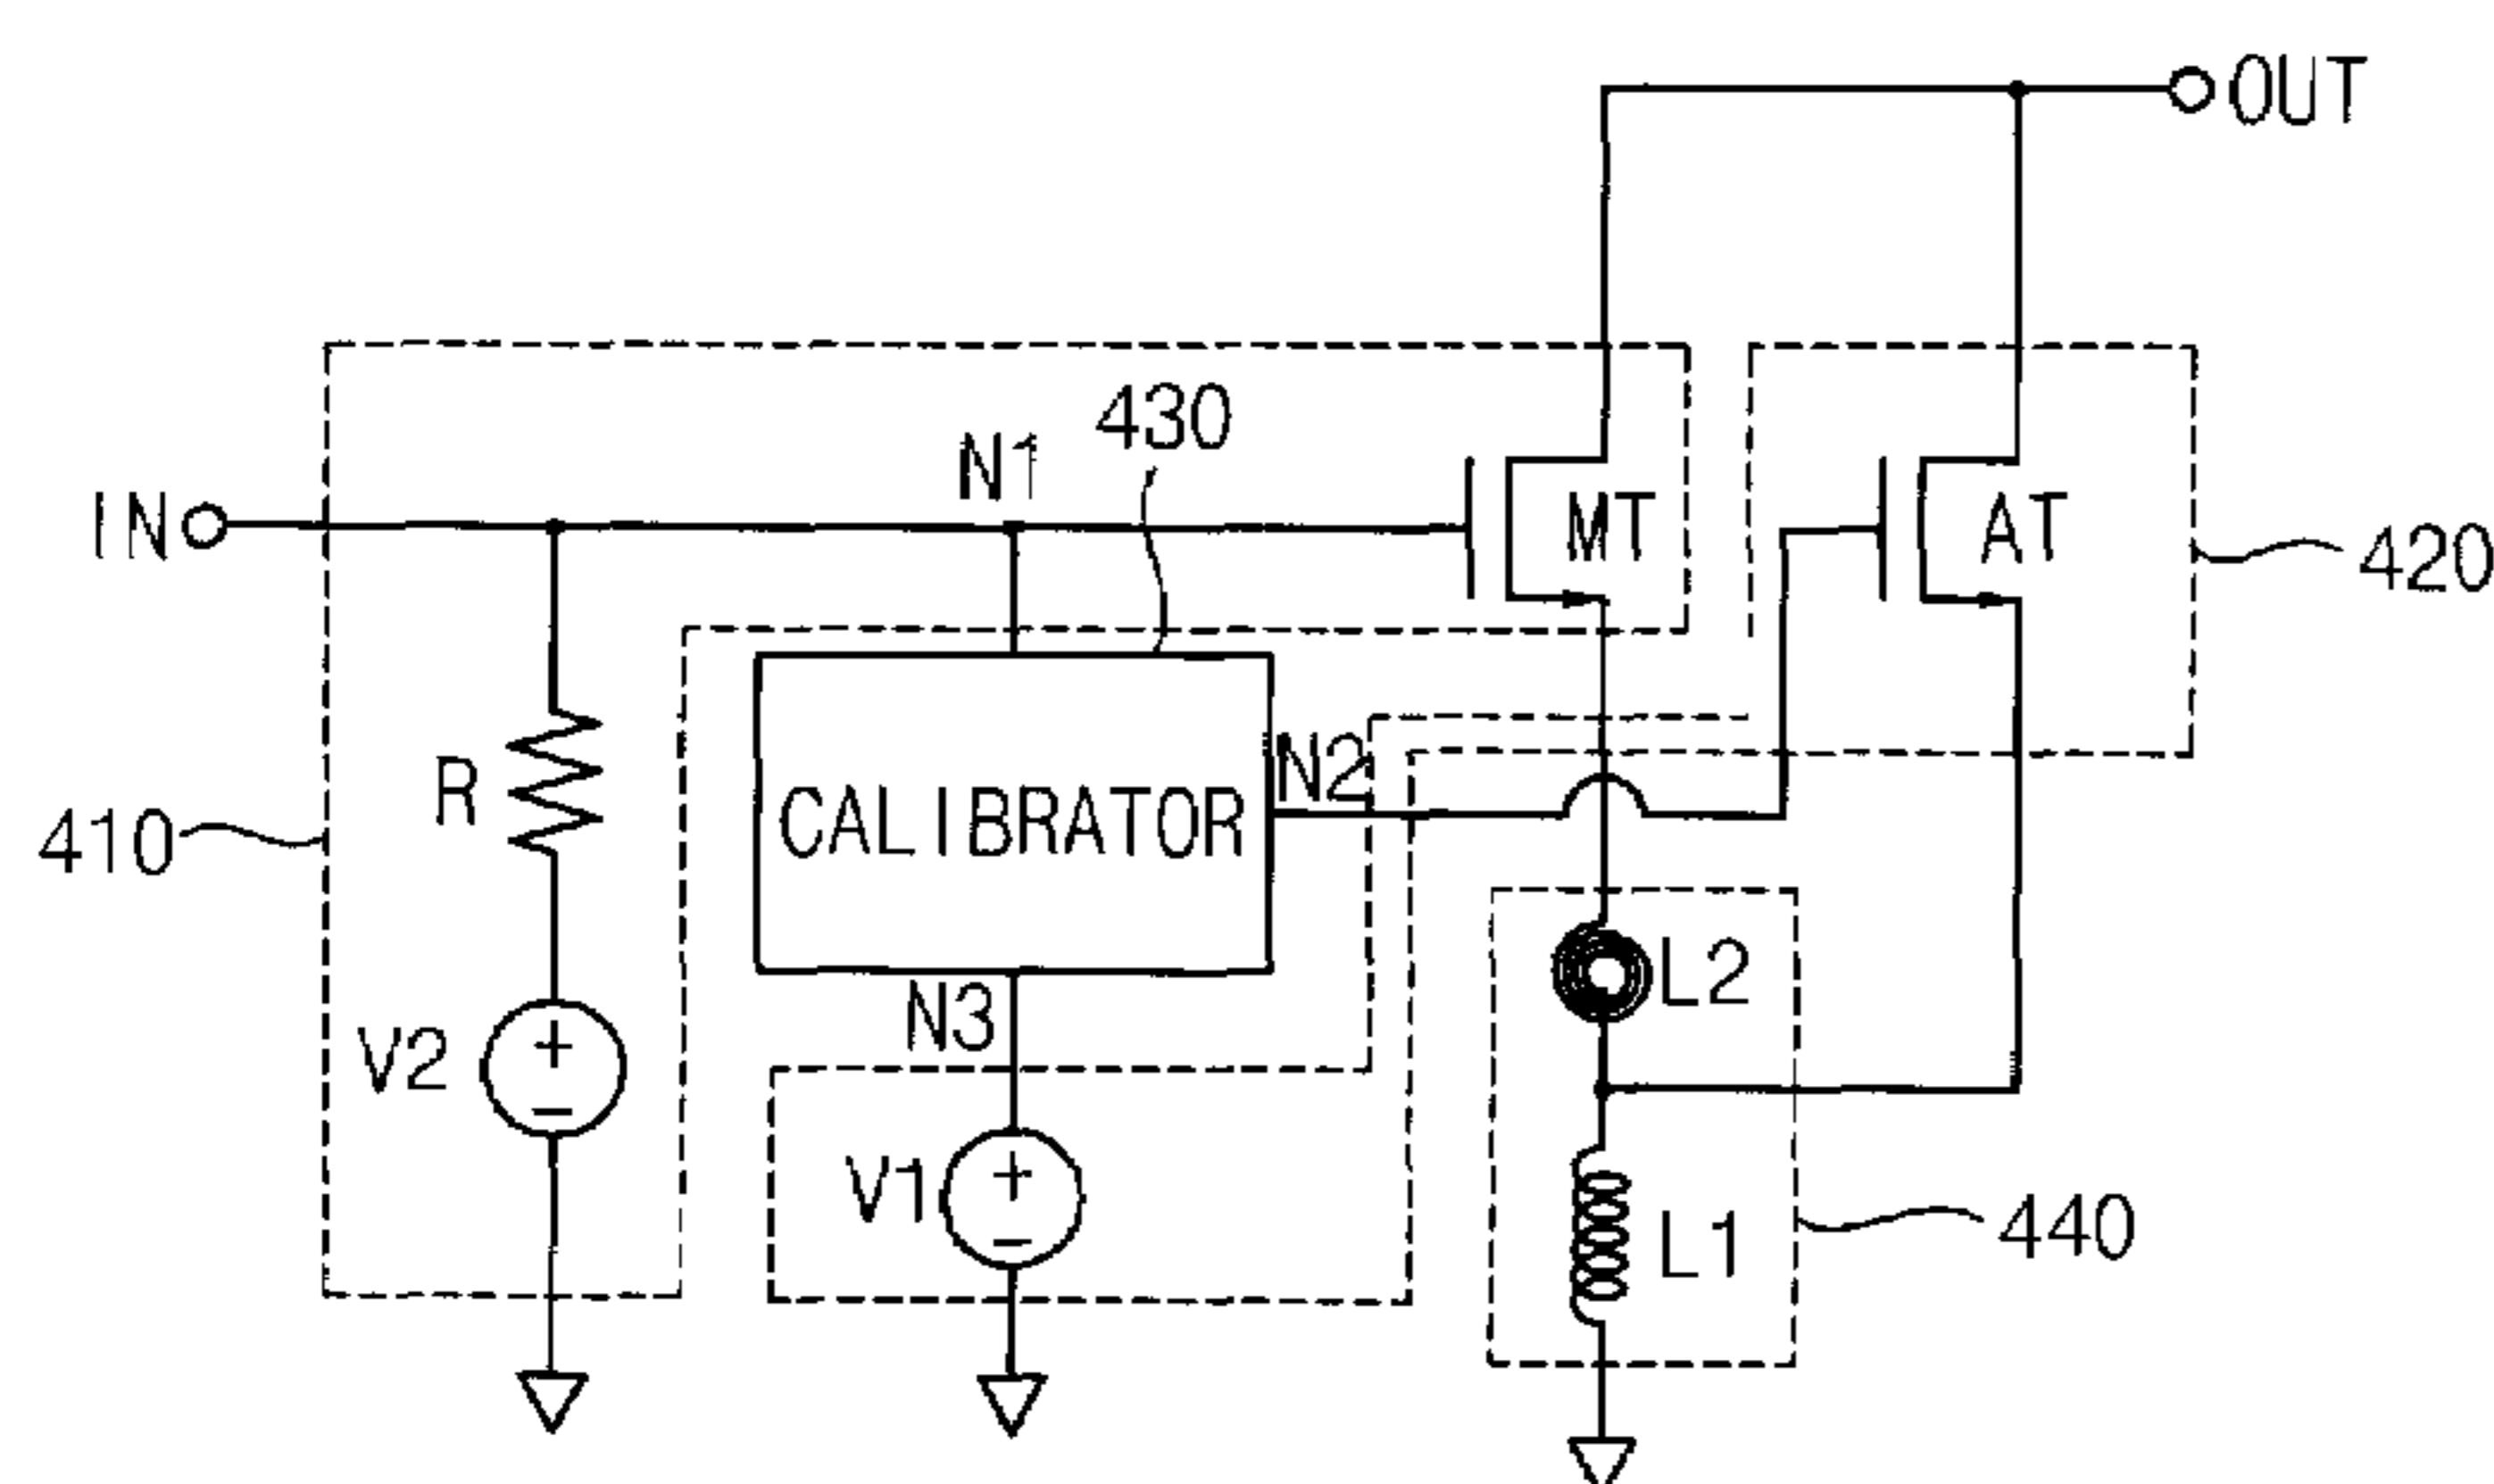 OUT
430
N1
IN
MT
AT
420
N2
R
CALIBRATOR
410
L2
N3
V2
V1
L1
440